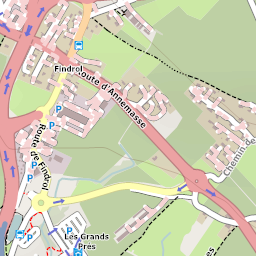 Findrol
Route d'Annemasse
P
P
Route de Findrol
Chemin de
P
P
P
P
Les Grands
Prés